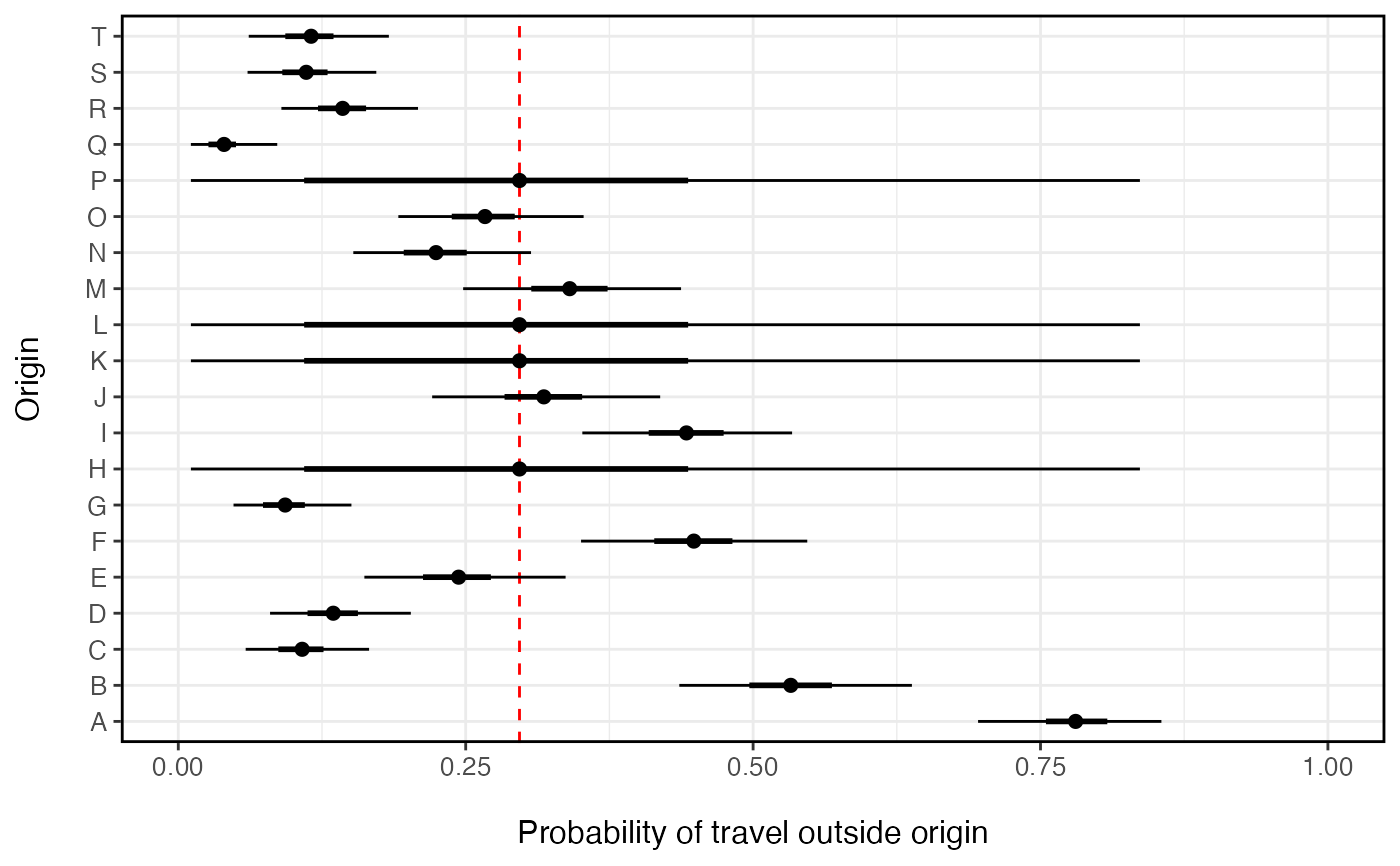 Origin
T
S
R
Q
P
O
N
M
L
K
J
I
H
G
F
E
D
C
B
A
0.00 0.25 0.50 0.75 1.00
Probability of travel outside origin